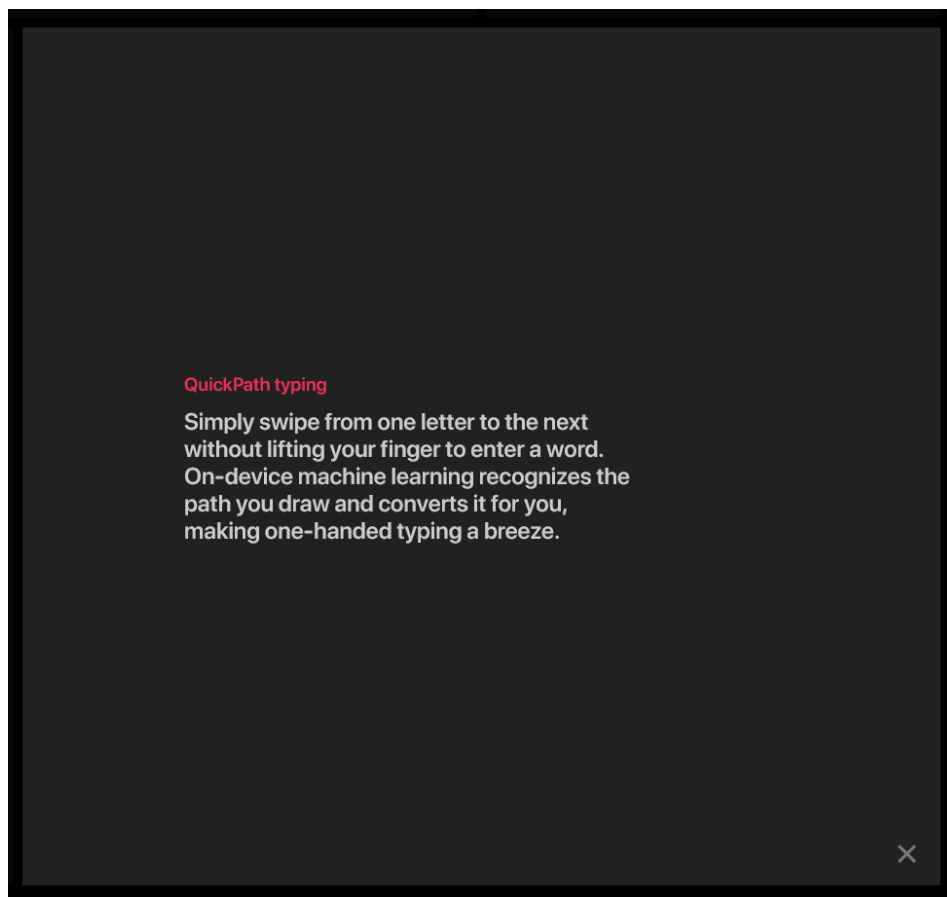 QuickPath typing
Simply swipe from one letter to the next
without lifting your finger to enter a word.
On-device machine learning recognizes the
path you draw and converts it for you,
making one-handed typing a breeze.